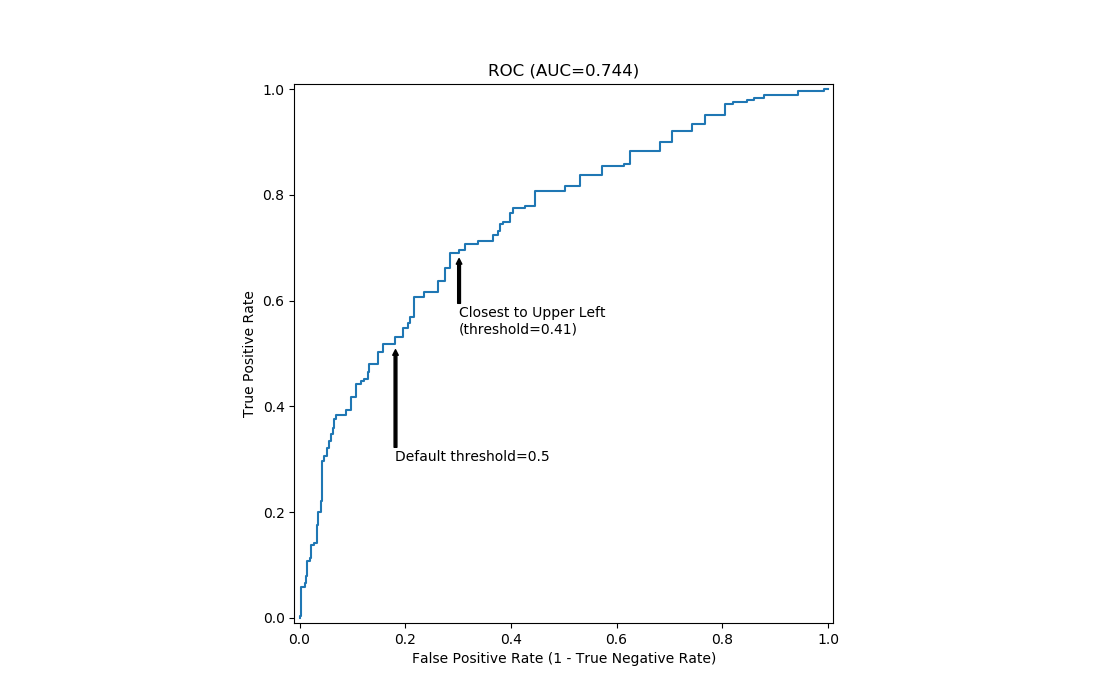 ROC (AUC=0.744)
1.0
0.8
0.6
0.4
0.2
0.0
True Positive Rate
Closest to Upper Left
(threshold=0.41)
Default threshold=0.5
0.0 0.2 0.4 0.6 0.8 1.0
False Positive Rate (1 - True Negative Rate)